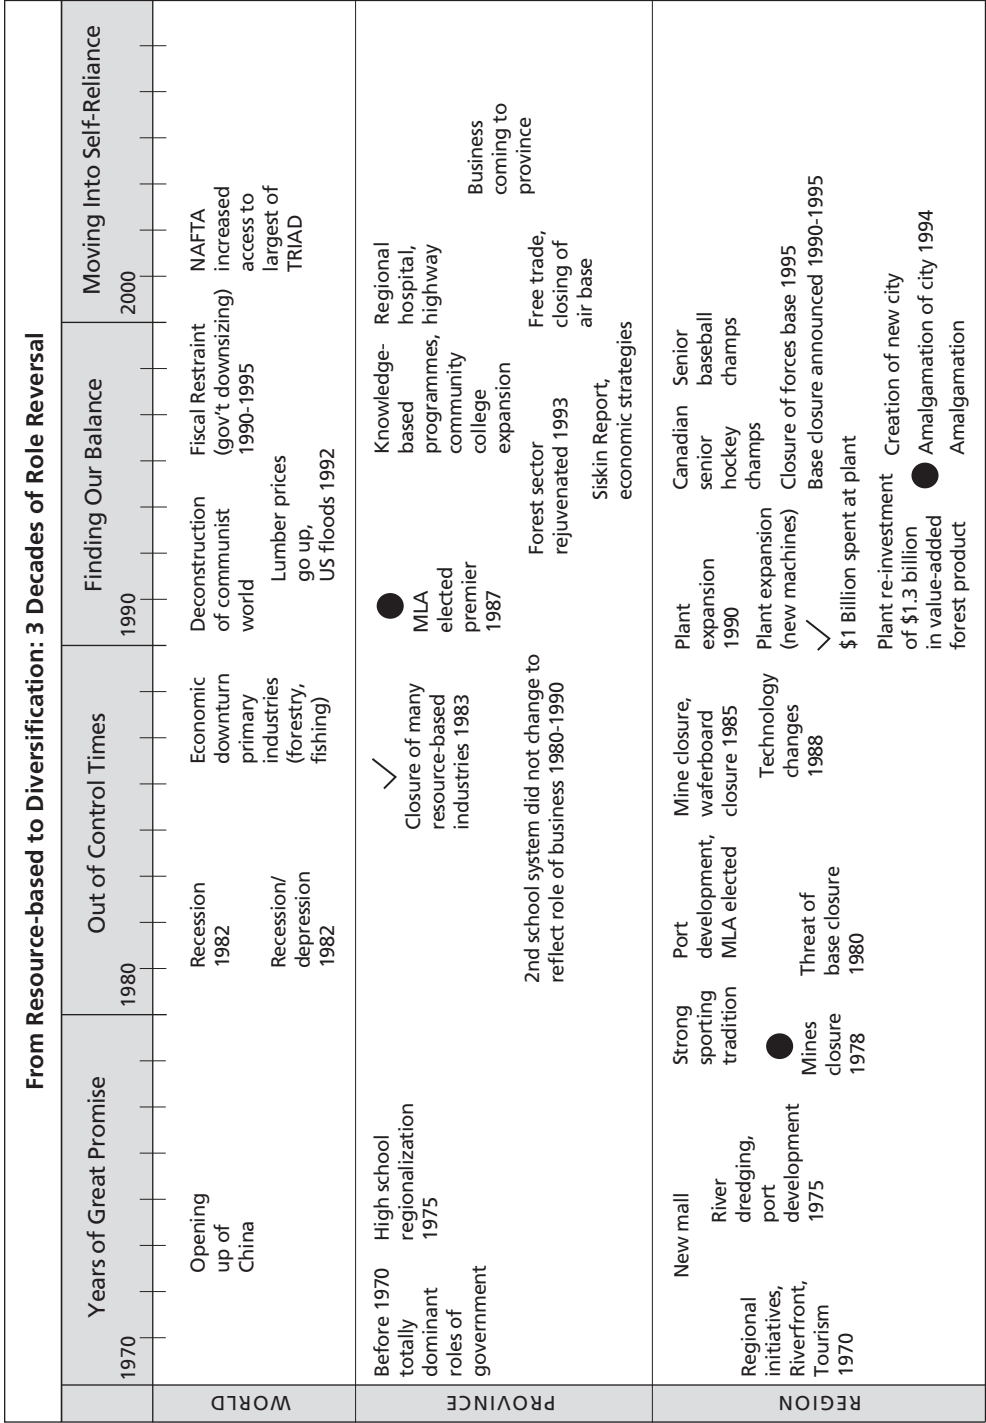 From Resource-based to Diversification: 3 Decades of Role Reversal
Years of Great Promise
Out of Control Times
Finding Our Balance
Moving Into Self-Reliance
1970
1980
1990
2000
WORLD
Opening
up of
China
Recession
1982
Recession/
depression
1982
Economic
downturn
primary
industries
(forestry,
fishing)
Deconstruction
of communist
world
Lumber prices
go up,
US floods 1992
Fiscal Restraint
(gov't downsizing)
1990-1995
NAFTA
increased
access to
largest of
TRIAD
PROVINCE
Before 1970
totally
dominant
roles of
government
High school
regionalization
1975
Closure of many
resource-based
industries 1983
2nd school system did not change to
reflect role of business 1980-1990
MLA
elected
premier
1987
Knowledge-
based
programmes,
community
college
expansion
Forest sector
rejuvenated 1993
Siskin Report,
economic strategies
Regional
hospital,
highway
Free trade,
closing of
air base
Business
coming to
province
REGION
Regional
initiatives,
Riverfront,
Tourism
1970
New mall
River
dredging,
port
development
1975
Strong
sporting
tradition
Mines
closure
1978
Port
development,
MLA elected
Threat of
base closure
1980
Mine closure,
waferboard
closure 1985
Technology
changes
1988
Plant
expansion
1990
Plant expansion
(new machines)
$1 Billion spent at plant
Plant re-investment
of $1.3 billion
in value-added
forest product
Canadian
senior
hockey
champs
Senior
baseball
champs
Closure of forces base 1995
Base closure announced 1990-1995
Creation of new city
Amalgamation of city 1994
Amalgamation